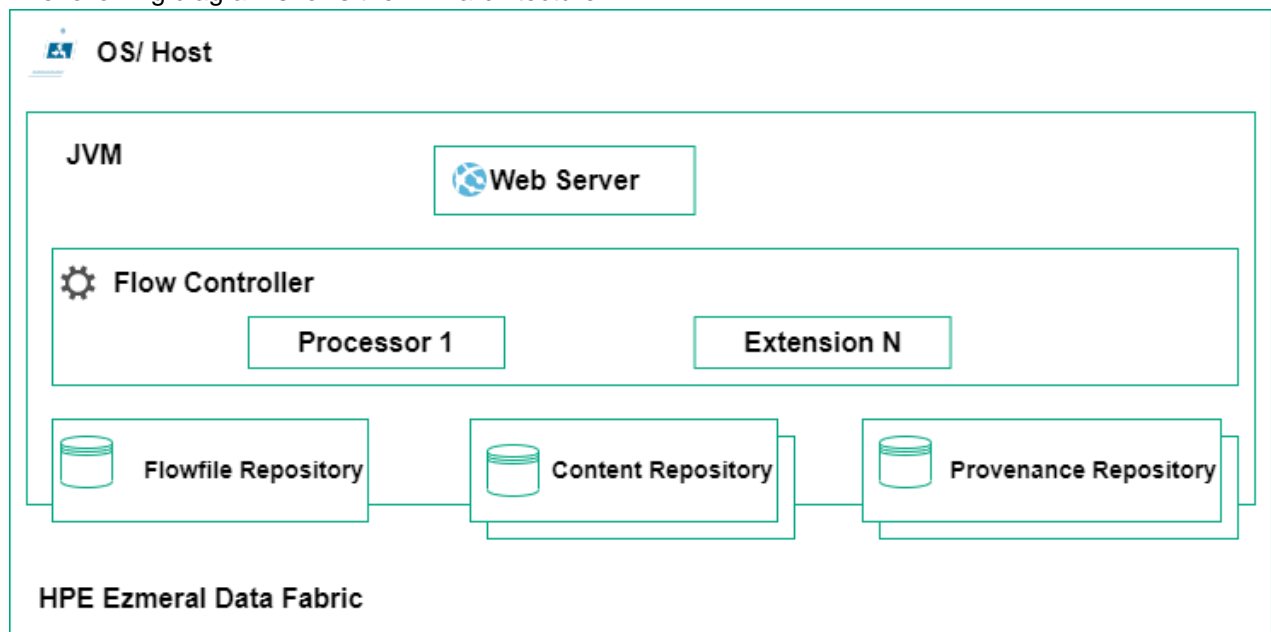 OS/ Host
JVM
Web Server
Flow Controller
Processor 1
Extension N
Flowfile Repository
Content Repository
Provenance Repository
HPE Ezmeral Data Fabric